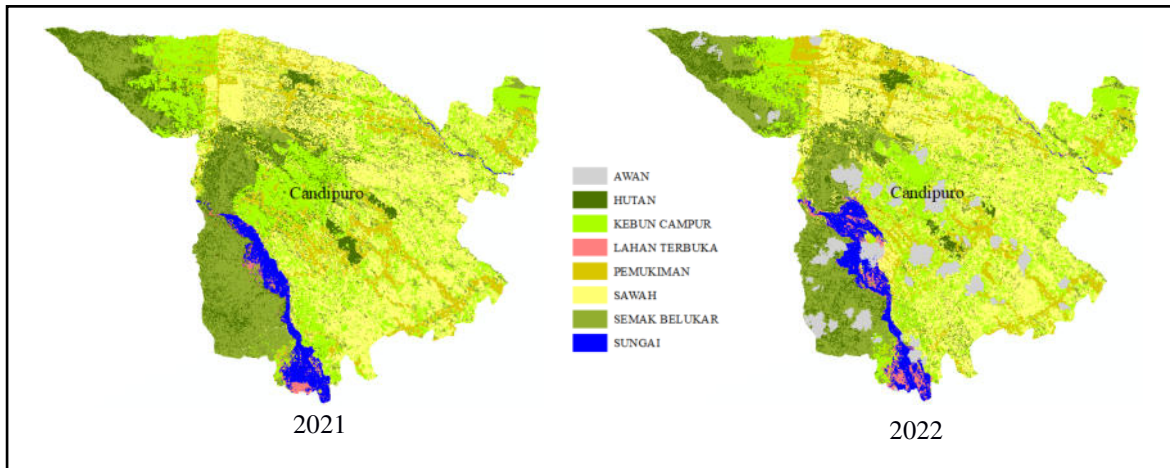 Candipuro
2021
AWAN
HUTAN
KEBUN CAMPUR
LAHAN TERBUKA
PEMUKIMAN
SAWAH
SEMAK BELUKAR
SUNGAI
Candipuro
2022